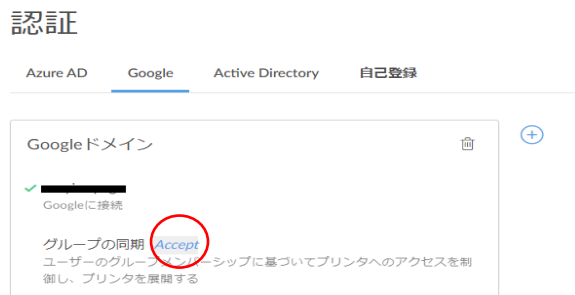 認証
Azure AD Google Active Directory 自己登録
Googleドメイン
Googleに接続
グループの同期 Accept
ユーザーのグループメンバーシップに基づいてプリンタへのアクセスを制
御し、プリンタを展開する